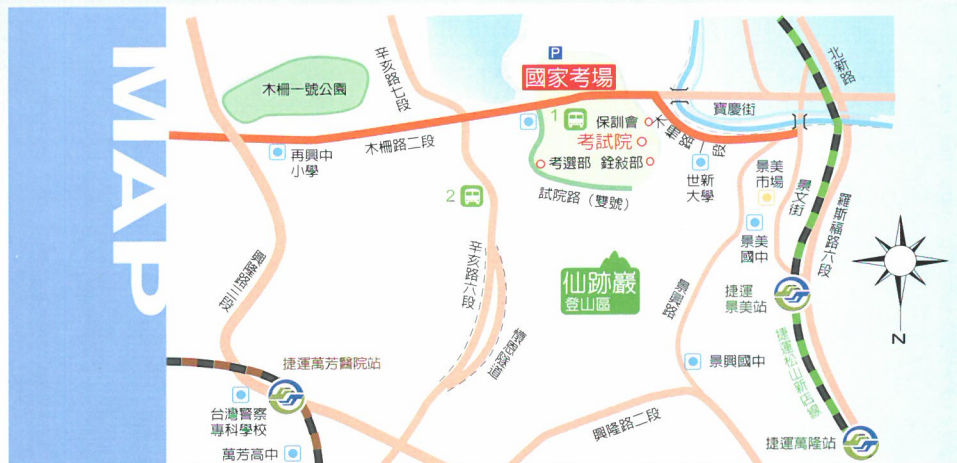 MAP
木柵一號公園
辛亥路七段
P
國家考場
北新路
寶慶街
1
保訓會
考試院
考選部 銓敍部
試院路（雙號）
木柵路一段
木柵路二段
再興中
小學
世新
大學
景美
市場
景文街
羅斯福路六段
2
景美
國中
辛亥路六段
興隆路三段
仙跡巖
登山區
景興路
捷運
景美站
N
懷恩隧道
捷運萬芳醫院站
景興國中
捷運松山新店線
台灣警察
專科學校
興隆路二段
萬芳高中
捷運萬隆站